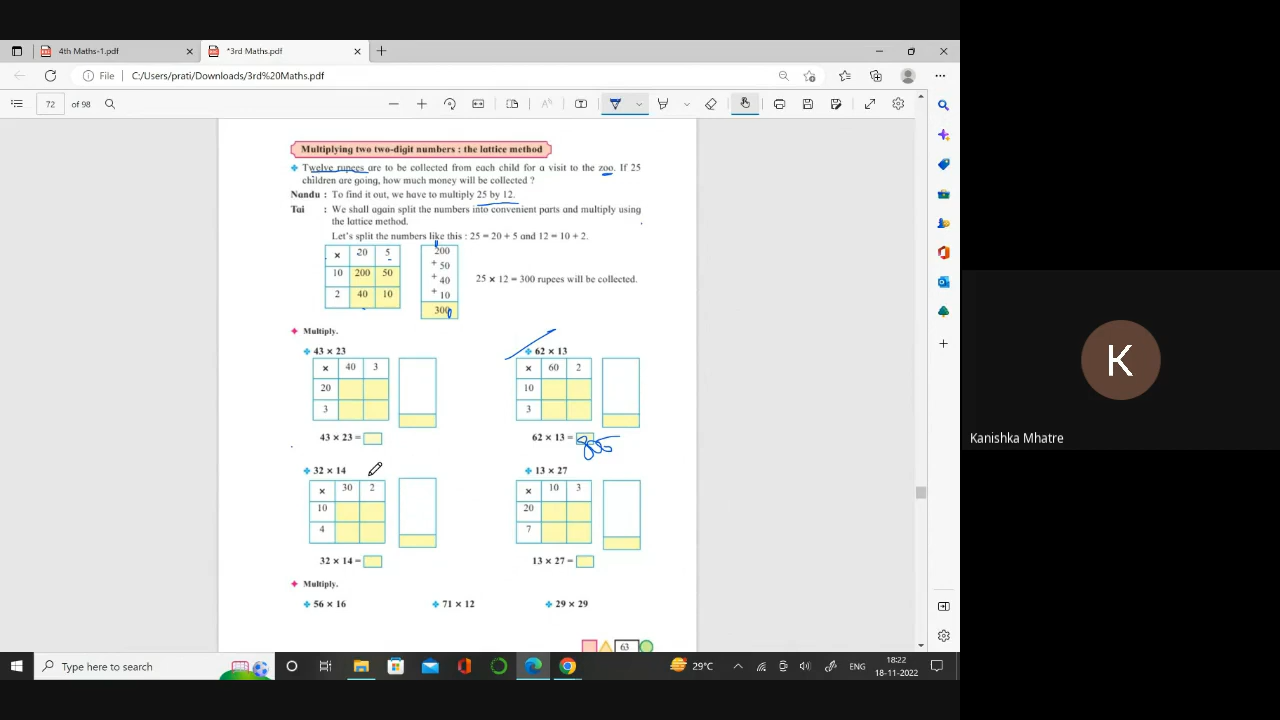 4th Maths-1.pdf
*3rd Maths.pdf
File
C:/Users/prati/Downloads/3rd%20Maths.pdf
72 of 98
Multiplying two two-digit numbers : the lattice method
Twelve rupees are to be collected from each child for a visit to the zoo. If 25
children are going, how much money will be collected ?
Nandu : To find it out, we have to multiply 25 by 12.
Tai : We shall again split the numbers into convenient parts and multiply using
the lattice method.
Let's split the numbers like this : 25 = 20 + 5 and 12 = 10 + 2.
× 20 5
10 200 50
2 40 10
200
+ 50
+ 40
+ 10
300
25 × 12 = 300 rupees will be collected.
Multiply.
43 × 23
× 40 3
20
3
43 × 23 =
62 × 13
× 60 2
10
3
62 × 13 =
32 × 14
× 30 2
10
4
32 × 14 =
13 × 27
× 10 3
20
7
13 × 27 =
Multiply.
56 × 16
71 × 12
29 × 29
63
K
Kanishka Mhatre
Type here to search
29°C
ENG
18:22
18-11-2022